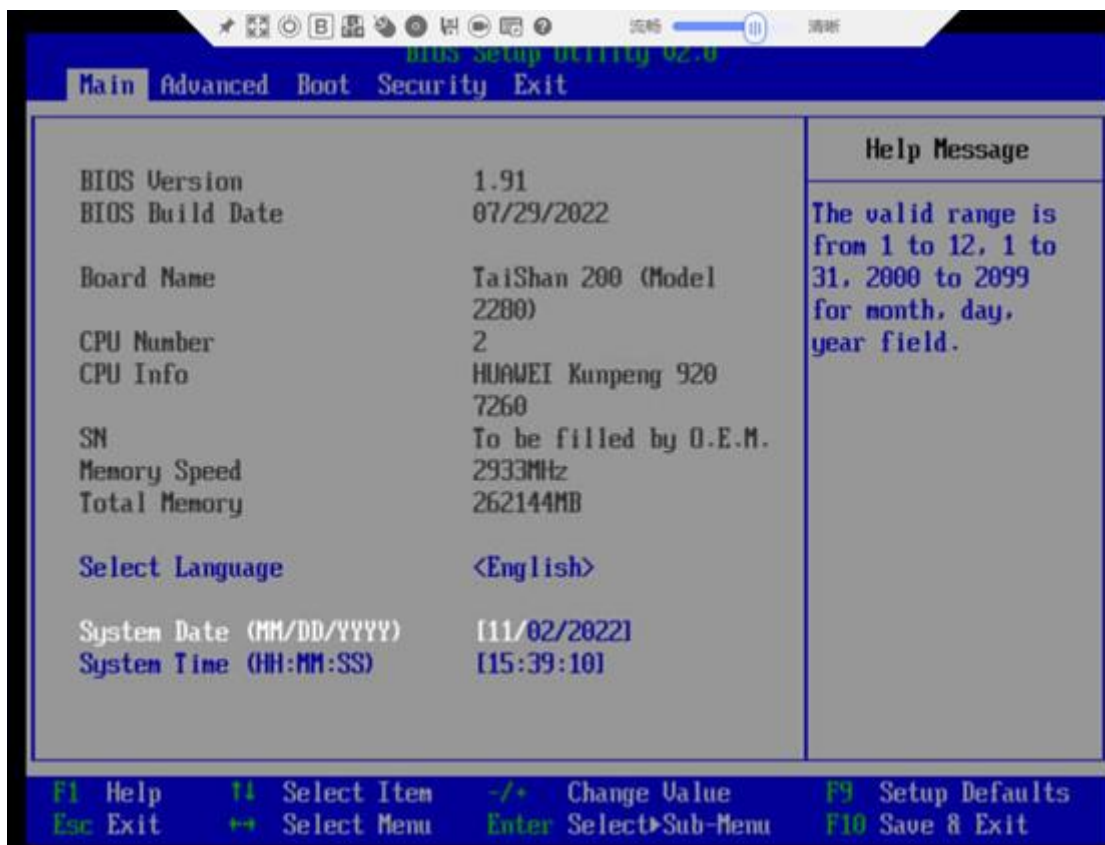 流畅 清晰
BIOS Setup Utility V2.0
Main Advanced Boot Security Exit
BIOS Version 1.91
BIOS Build Date 07/29/2022
Board Name TaiShan 200 (Model
2280)
CPU Number 2
CPU Info HUAWEI Kunpeng 920
7260
SN To be filled by O.E.M.
Memory Speed 2933MHz
Total Memory 262144MB
Select Language <English>
System Date (MM/DD/YYYY) [11/02/2022]
System Time (HH:MM:SS) [15:39:10]
Help Message
The valid range is
from 1 to 12, 1 to
31, 2000 to 2099
for month, day,
year field.
F1 Help ↑↓ Select Item -/+ Change Value F9 Setup Defaults
Esc Exit ←→ Select Menu Enter Select▶Sub-Menu F10 Save & Exit